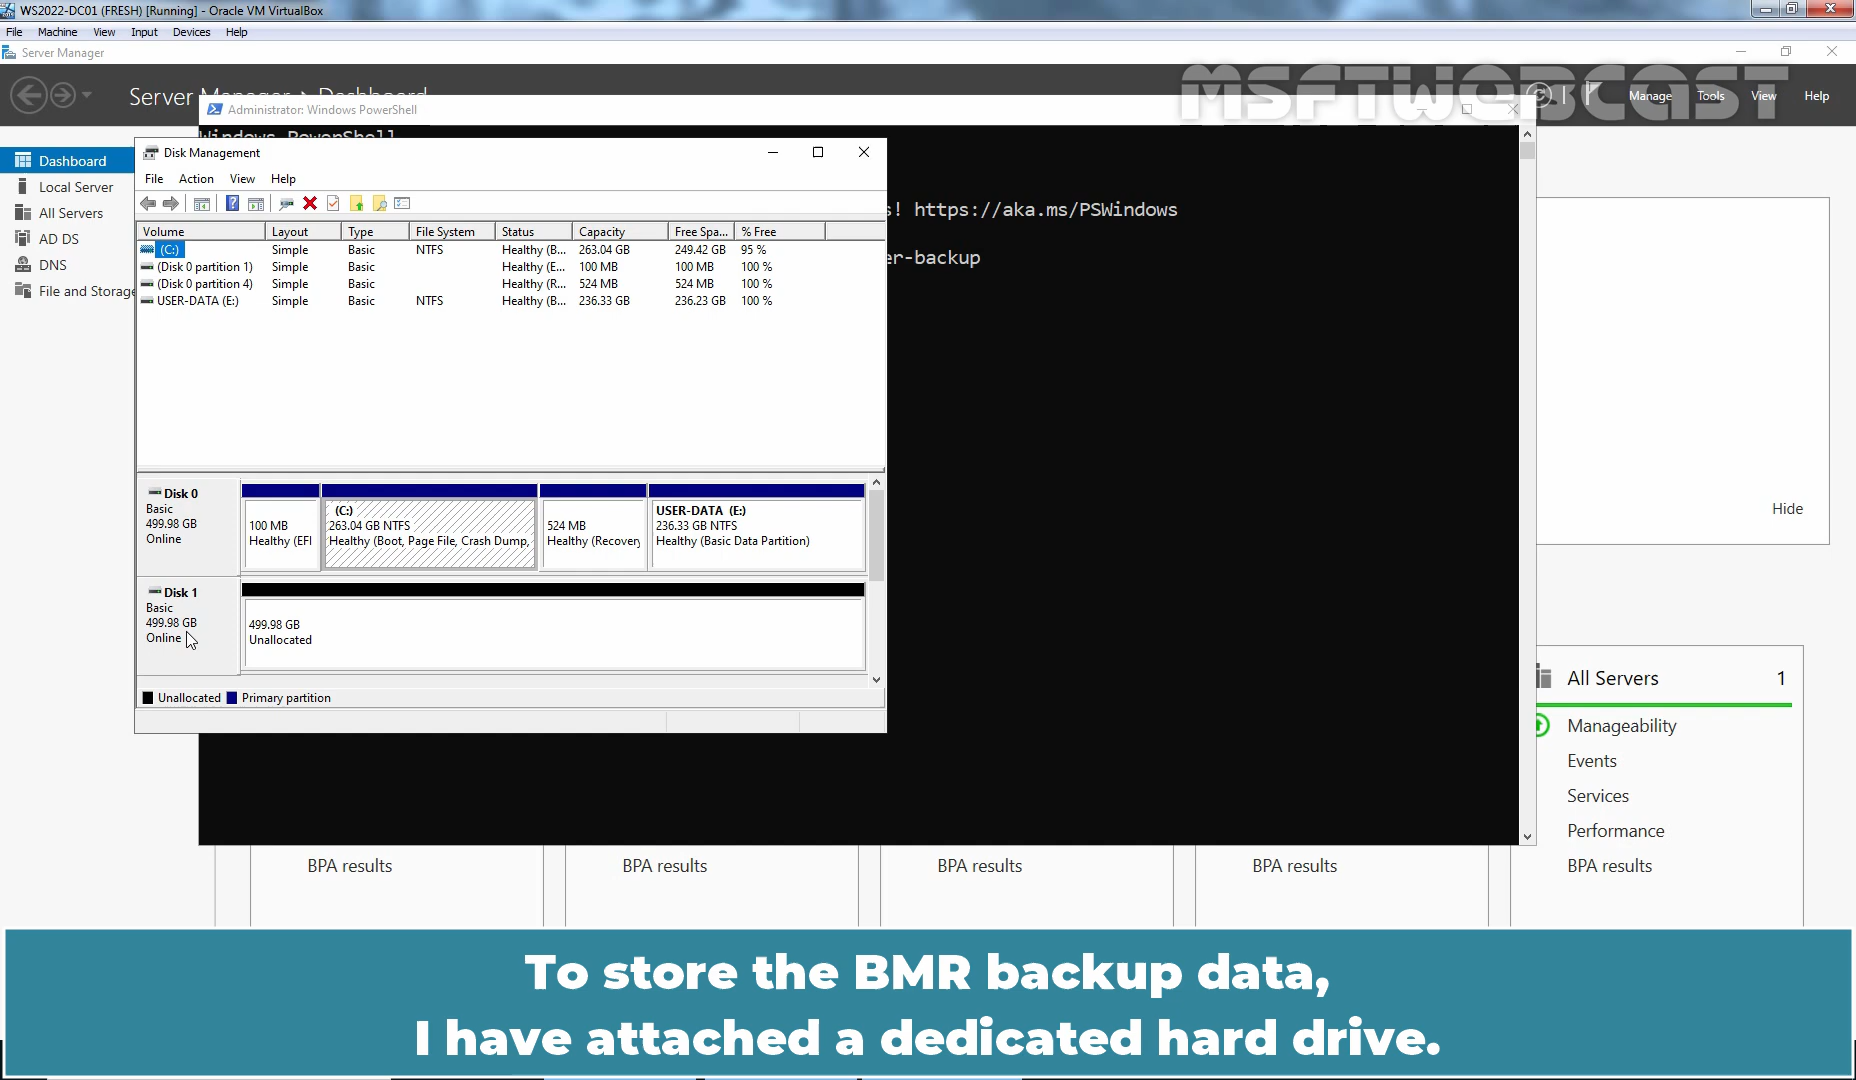 WS2022-DC01 (FRESH) [Running] - Oracle VM VirtualBox
File Machine View Input Devices Help
Server Manager
Server Manager › Dashboard
MSFTWEBCAST
Manage Tools View Help
Administrator: Windows PowerShell
Windows PowerShell
s! https://aka.ms/PSWindows
er-backup
Dashboard
Local Server
All Servers
AD DS
DNS
File and Storage
Disk Management
File Action View Help
Volume Layout Type File System Status Capacity Free Spa... % Free
(C:) Simple Basic NTFS Healthy (B... 263.04 GB 249.42 GB 95 %
(Disk 0 partition 1) Simple Basic Healthy (E... 100 MB 100 MB 100 %
(Disk 0 partition 4) Simple Basic Healthy (R... 524 MB 524 MB 100 %
USER-DATA (E:) Simple Basic NTFS Healthy (B... 236.33 GB 236.23 GB 100 %
Disk 0
Basic
499.98 GB
Online
100 MB
Healthy (EFI
(C:)
263.04 GB NTFS
Healthy (Boot, Page File, Crash Dump,
524 MB
Healthy (Recovery
USER-DATA (E:)
236.33 GB NTFS
Healthy (Basic Data Partition)
Disk 1
Basic
499.98 GB
Online
499.98 GB
Unallocated
Unallocated Primary partition
Hide
All Servers 1
Manageability
Events
Services
Performance
BPA results BPA results BPA results BPA results BPA results
To store the BMR backup data,
I have attached a dedicated hard drive.